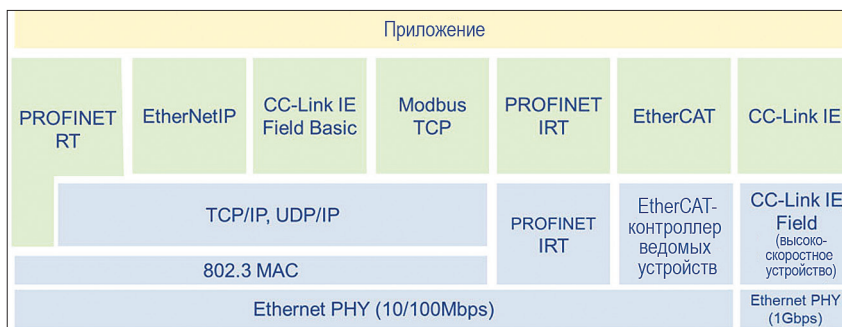 Приложение
PROFINET
RT
EtherNetIP
CC-Link IE
Field Basic
Modbus
TCP
PROFINET
IRT
EtherCAT
CC-Link IE
TCP/IP, UDP/IP
PROFINET
IRT
EtherCAT-
контроллер
ведомых
устройств
CC-Link IE
Field
(высоко-
скоростное
устройство)
802.3 MAC
Ethernet PHY (10/100Mbps)
Ethernet PHY
(1Gbps)